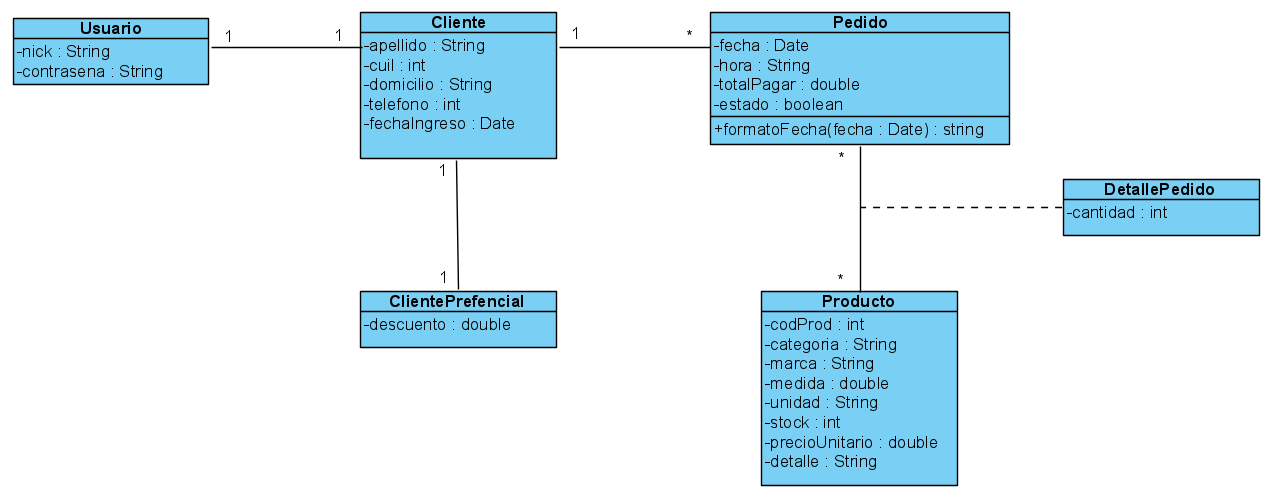 Usuario
-nick : String
-contrasena : String
1
1
Cliente
-apellido : String
-cuil : int
-domicilio : String
-telefono : int
-fechaIngreso : Date
1
*
Pedido
-fecha : Date
-hora : String
-totalPagar : double
-estado : boolean
+formatoFecha(fecha : Date) : string
1
1
ClientePrefencial
-descuento : double
*
*
DetallePedido
-cantidad : int
Producto
-codProd : int
-categoria : String
-marca : String
-medida : double
-unidad : String
-stock : int
-precioUnitario : double
-detalle : String